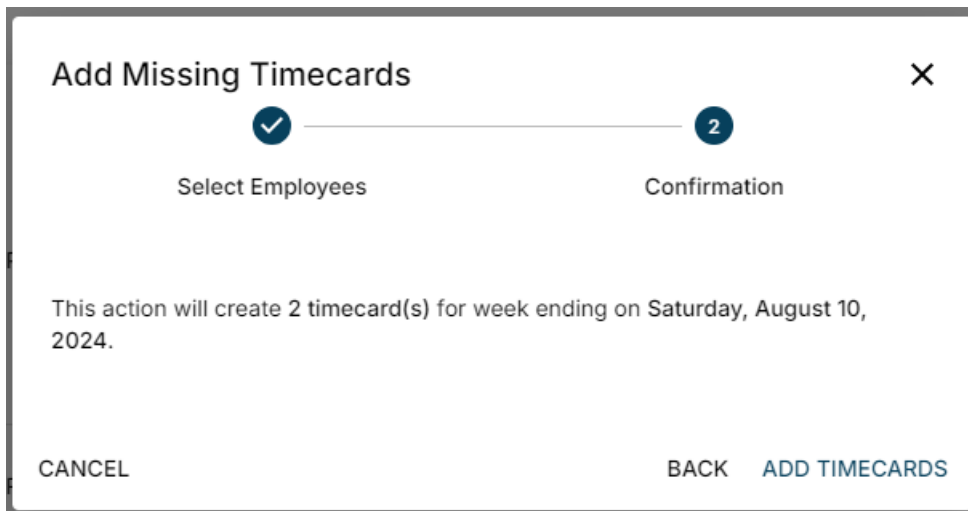 Add Missing Timecards
2
Select Employees
Confirmation
This action will create 2 timecard(s) for week ending on Saturday, August 10,
2024.
CANCEL
BACK
ADD TIMECARDS